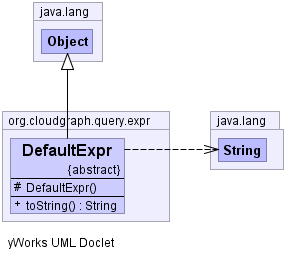 java.lang
Object
org.cloudgraph.query.expr
DefaultExpr
{abstract}
# DefaultExpr()
+ toString() : String
java.lang
String
yWorks UML Doclet